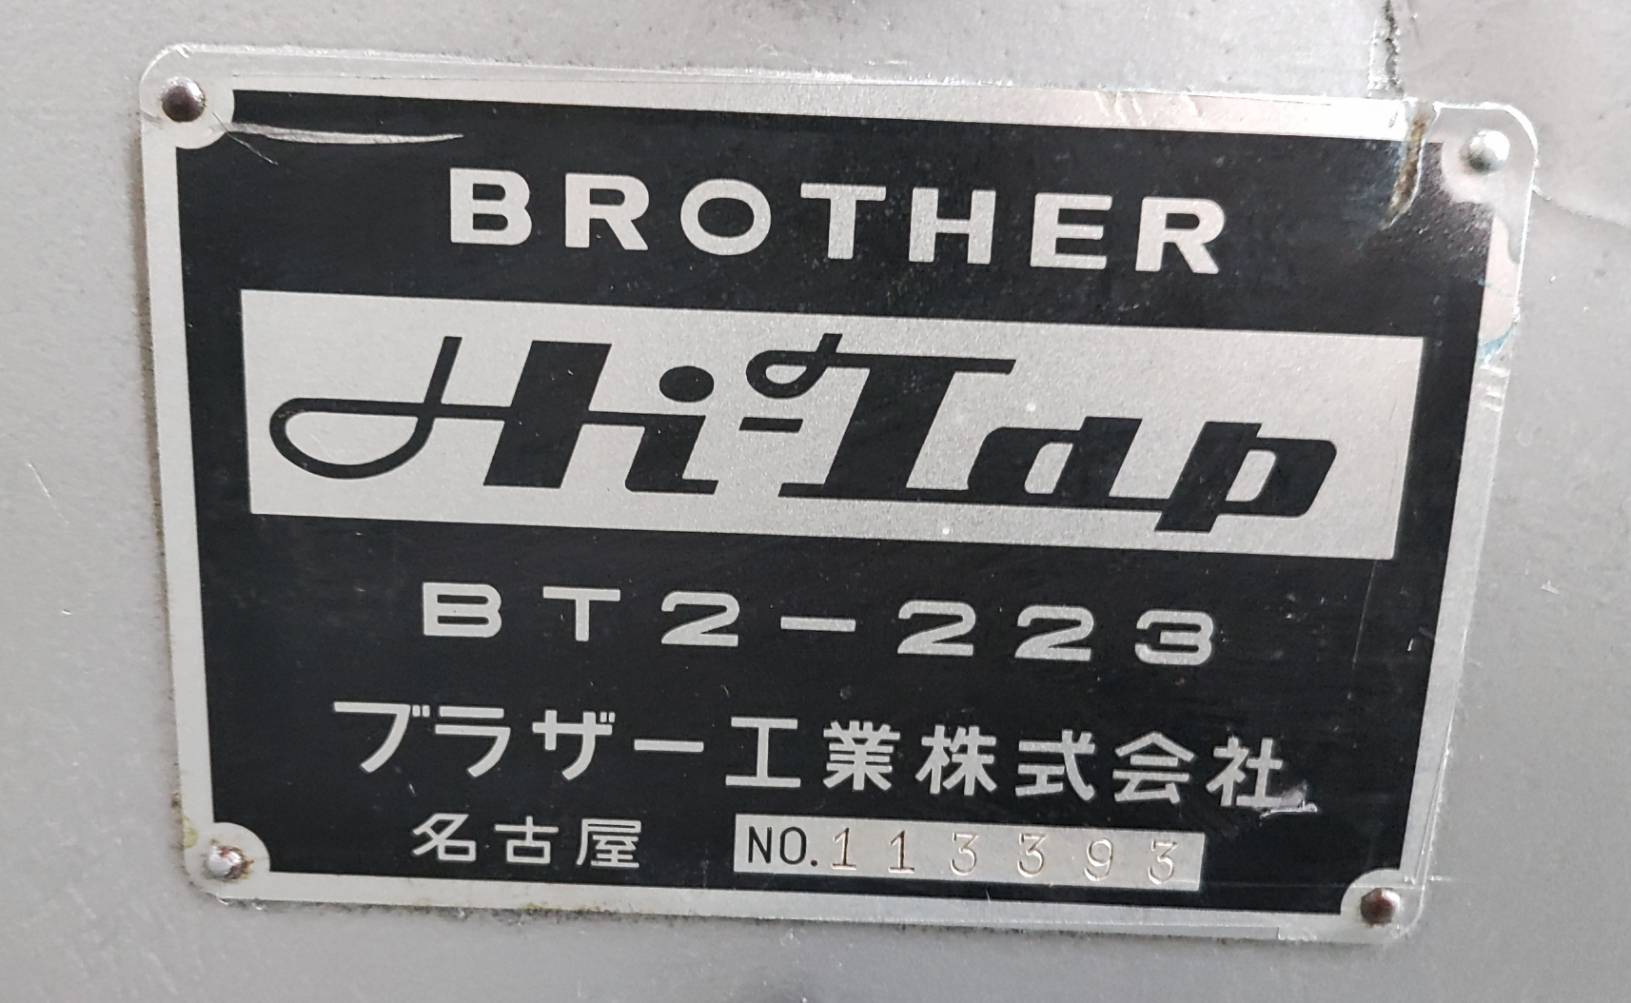 BROTHER
Hi-Tap
BT2-223
ブラザー工業株式会社
名古屋 NO. 113393